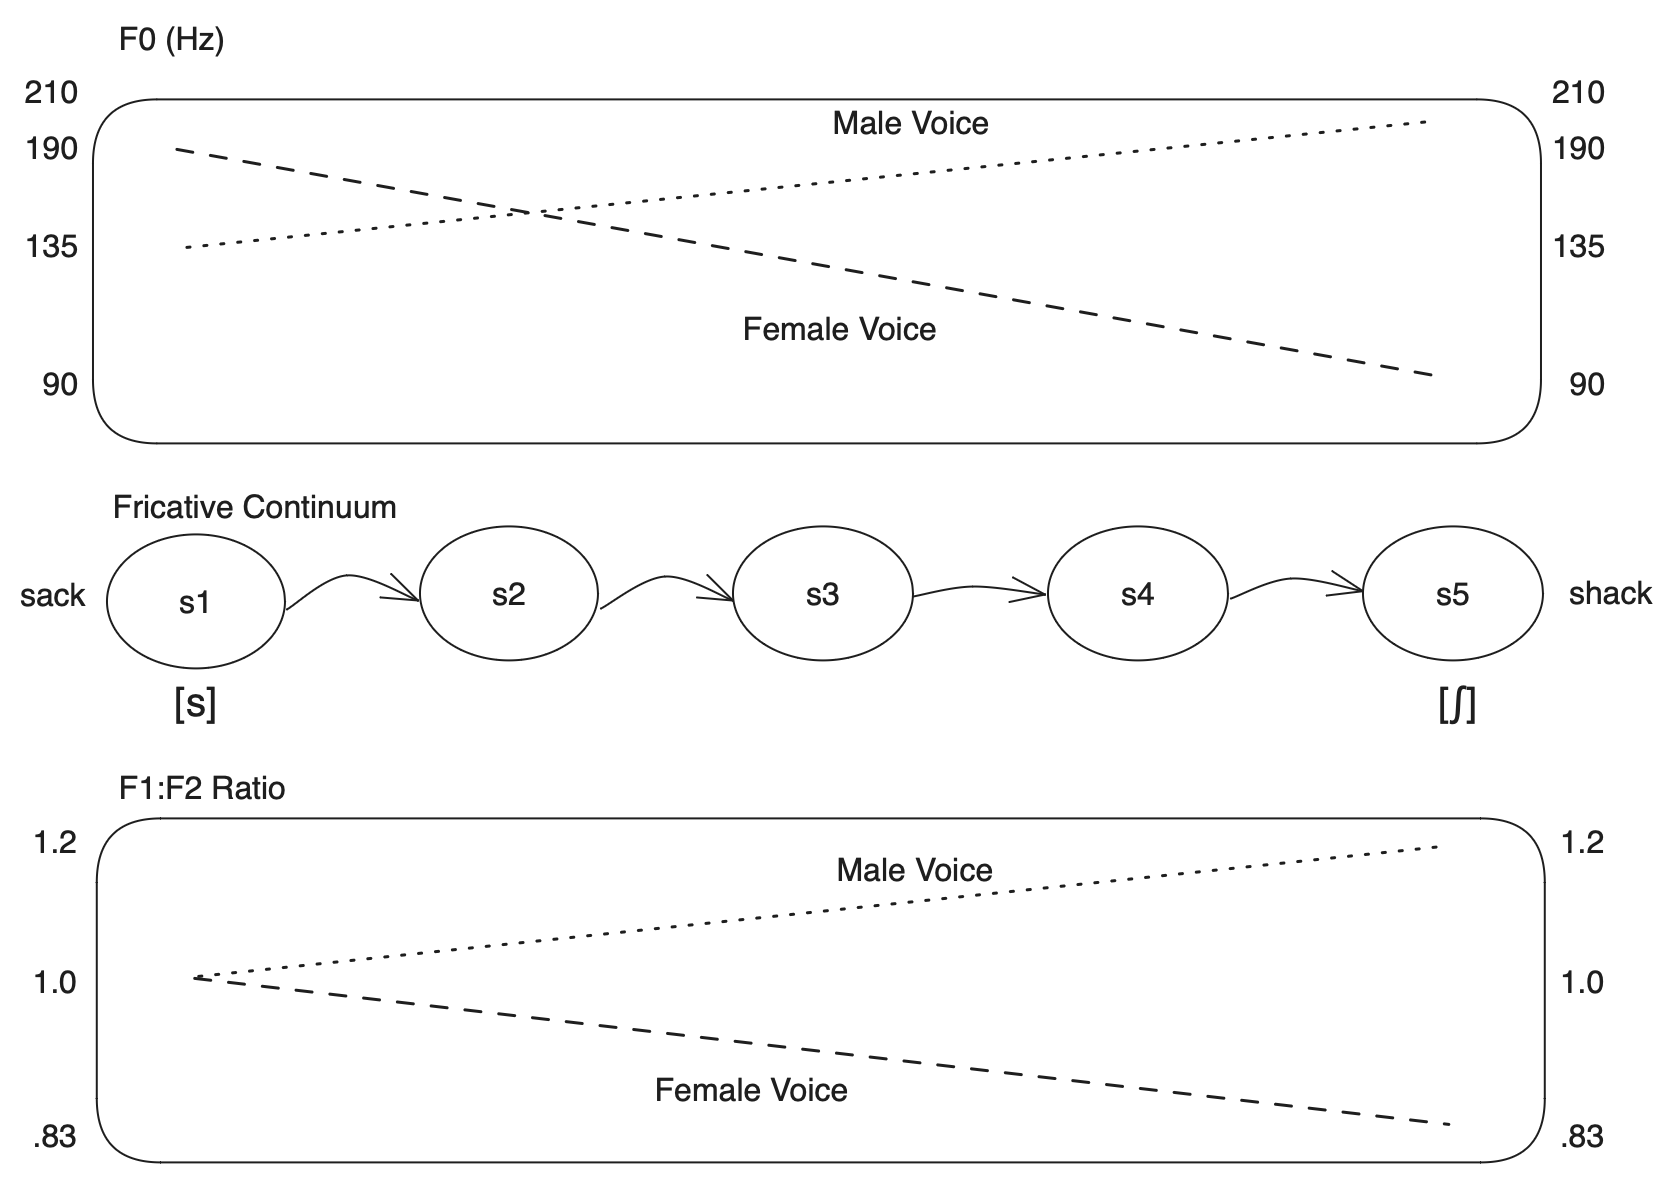 F0 (Hz)
210 210
Male Voice
190 190
135 135
Female Voice
90 90
Fricative Continuum
sack s1 s2 s3 s4 s5 shack
[s] [ʃ]
F1:F2 Ratio
1.2 1.2
Male Voice
1.0 1.0
Female Voice
.83 .83